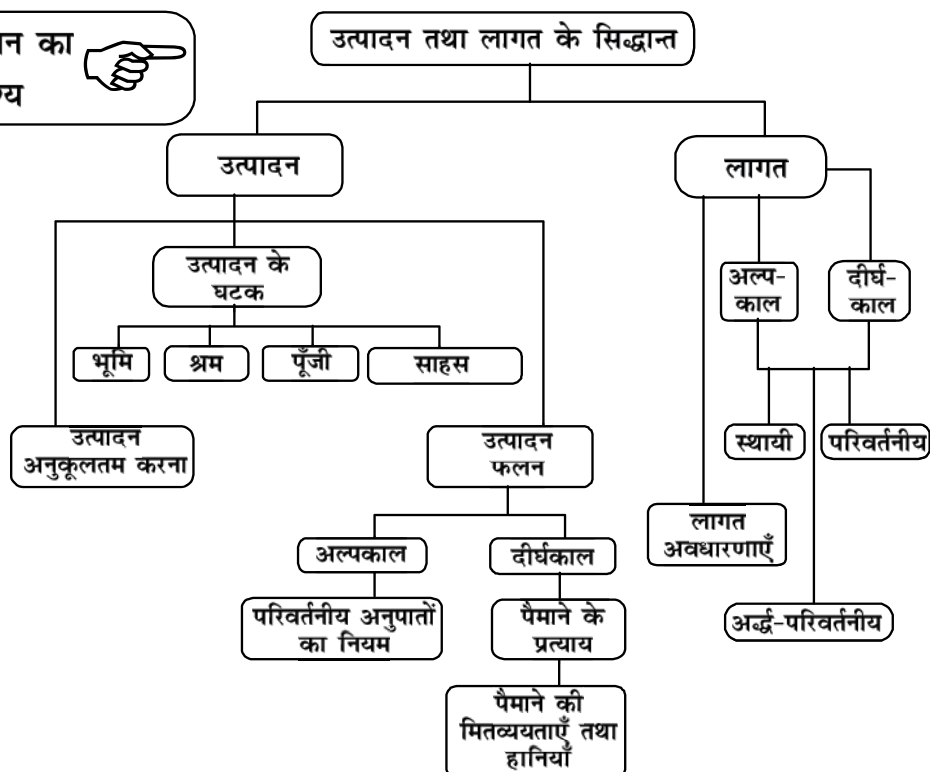 न का
य
उत्पादन तथा लागत के सिद्धान्त
उत्पादन
लागत
उत्पादन के
घटक
अल्प-
काल
दीर्घ-
काल
भूमि
श्रम
पूँजी
साहस
उत्पादन
अनुकूलतम करना
उत्पादन
फलन
स्थायी
परिवर्तनीय
लागत
अवधारणाएँ
अल्पकाल
दीर्घकाल
परिवर्तनीय अनुपातों
का नियम
पैमाने के
प्रत्याय
अर्द्ध-परिवर्तनीय
पैमाने की
मितव्ययताएँ तथा
हानियाँ